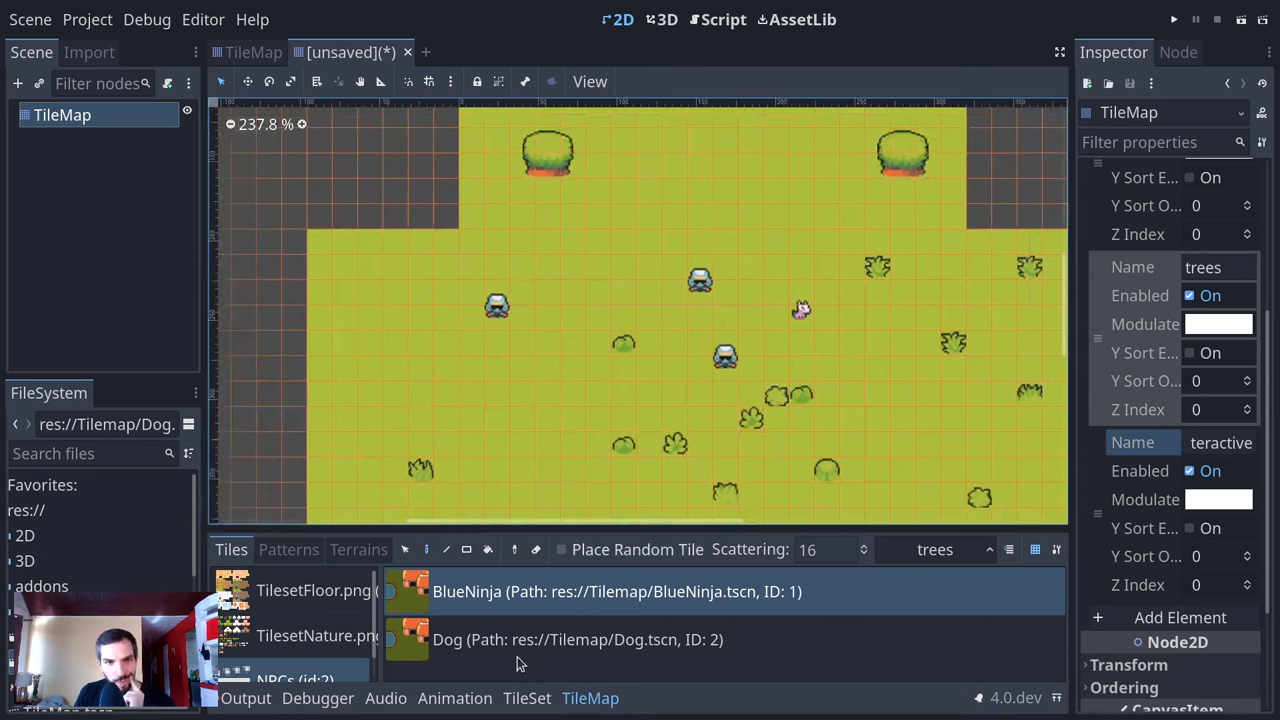 Scene Project Debug Editor Help
2D 3D Script AssetLib
Scene Import
TileMap [unsaved](*)
Inspector Node
Filter nodes
View
TileMap
TileMap
237.8 %
Filter properties
Y Sort E... On
Y Sort O... 0
Z Index 0
Name trees
Enabled On
Modulate
Y Sort E... On
Y Sort O... 0
Z Index 0
Name teractive
Enabled On
Modulate
Y Sort E... On
Y Sort O... 0
Z Index 0
Add Element
Node2D
Transform
Ordering
CanvasItem
FileSystem
res://Tilemap/Dog.
Search files
Favorites:
res://
2D
3D
addons
Tiles Patterns Terrains Place Random Tile Scattering: 16 trees
TilesetFloor.png (
TilesetNature.pn
NPCs (id:2)
BlueNinja (Path: res://Tilemap/BlueNinja.tscn, ID: 1)
Dog (Path: res://Tilemap/Dog.tscn, ID: 2)
Output Debugger Audio Animation TileSet TileMap 4.0.dev